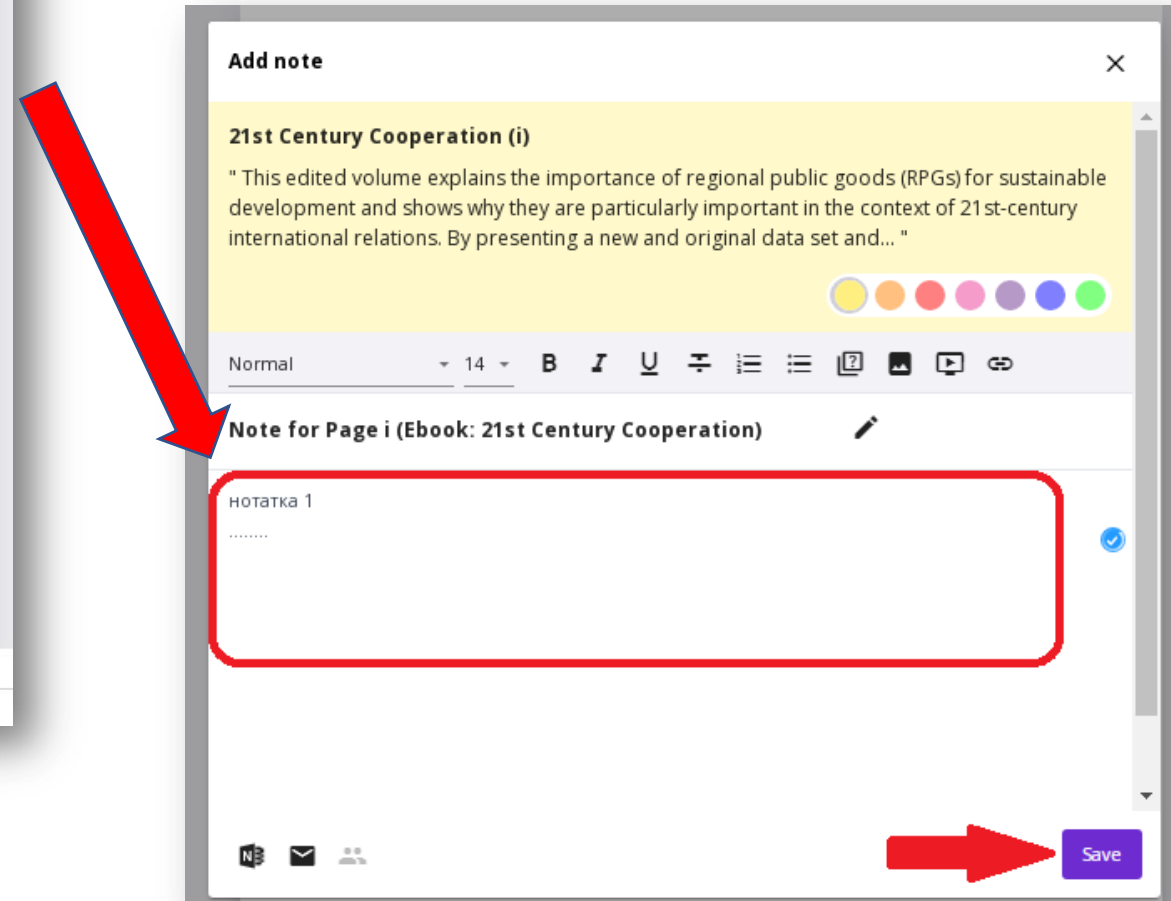 Add note
21st Century Cooperation (i)
" This edited volume explains the importance of regional public goods (RPGs) for sustainable
development and shows why they are particularly important in the context of 21st-century
international relations. By presenting a new and original data set and... "
Normal 14 B I U
Note for Page i (Ebook: 21st Century Cooperation)
нотатка 1
........
Save